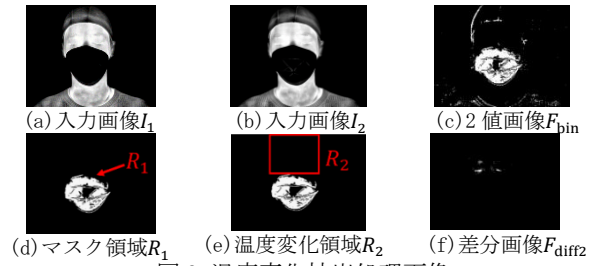 (a)入力画像I₁
(b)入力画像I₂
(c)2値画像F_bin
R₁
R₂
(d)マスク領域R₁
(e)温度変化領域R₂
(f)差分画像F_diff2